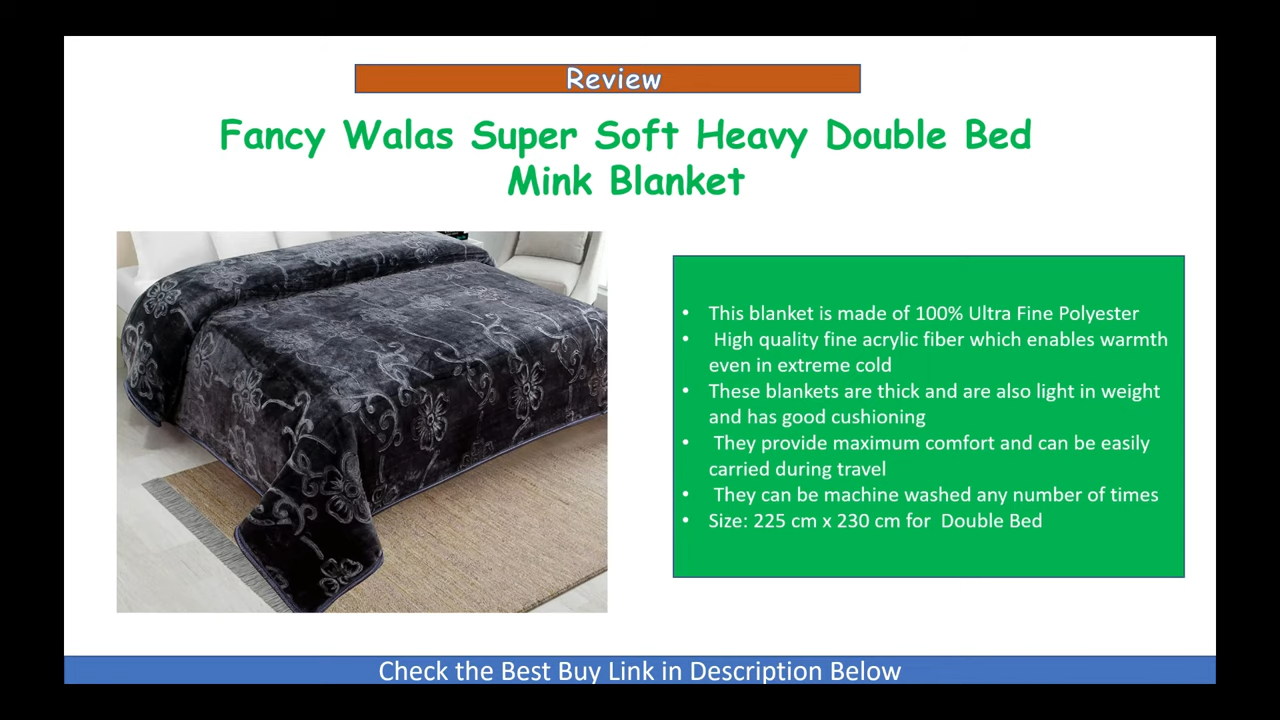 Review
Fancy Walas Super Soft Heavy Double Bed
Mink Blanket
• This blanket is made of 100% Ultra Fine Polyester
• High quality fine acrylic fiber which enables warmth
even in extreme cold
• These blankets are thick and are also light in weight
and has good cushioning
• They provide maximum comfort and can be easily
carried during travel
• They can be machine washed any number of times
• Size: 225 cm x 230 cm for Double Bed
Check the Best Buy Link in Description Below